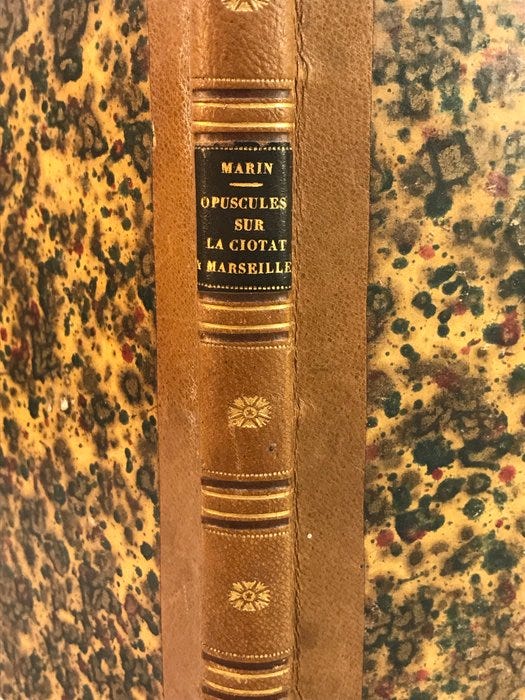 MARIN
OPUSCULES
SUR
LA CIOTAT
& MARSEILLE